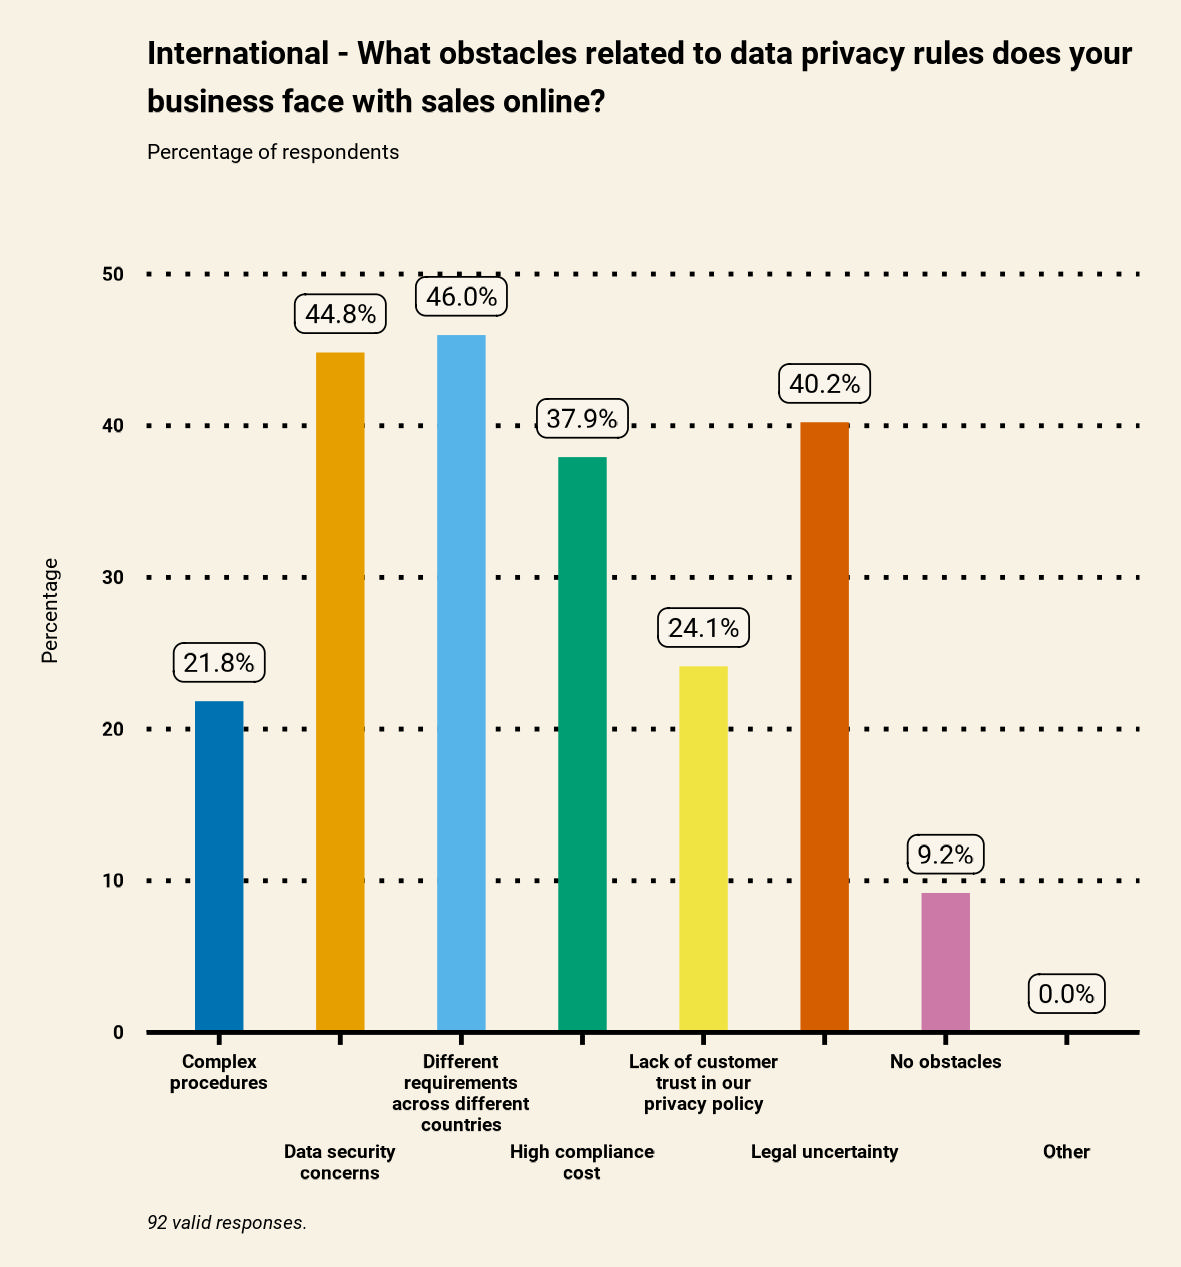 International - What obstacles related to data privacy rules does your
business face with sales online?
Percentage of respondents
50
46.0%
44.8%
40.2%
37.9%
40
30
Percentage
24.1%
21.8%
20
9.2%
10
0.0%
0
Complex
procedures
Different
requirements
across different
countries
Lack of customer
trust in our
privacy policy
No obstacles
Data security
concerns
High compliance
cost
Legal uncertainty
Other
92 valid responses.